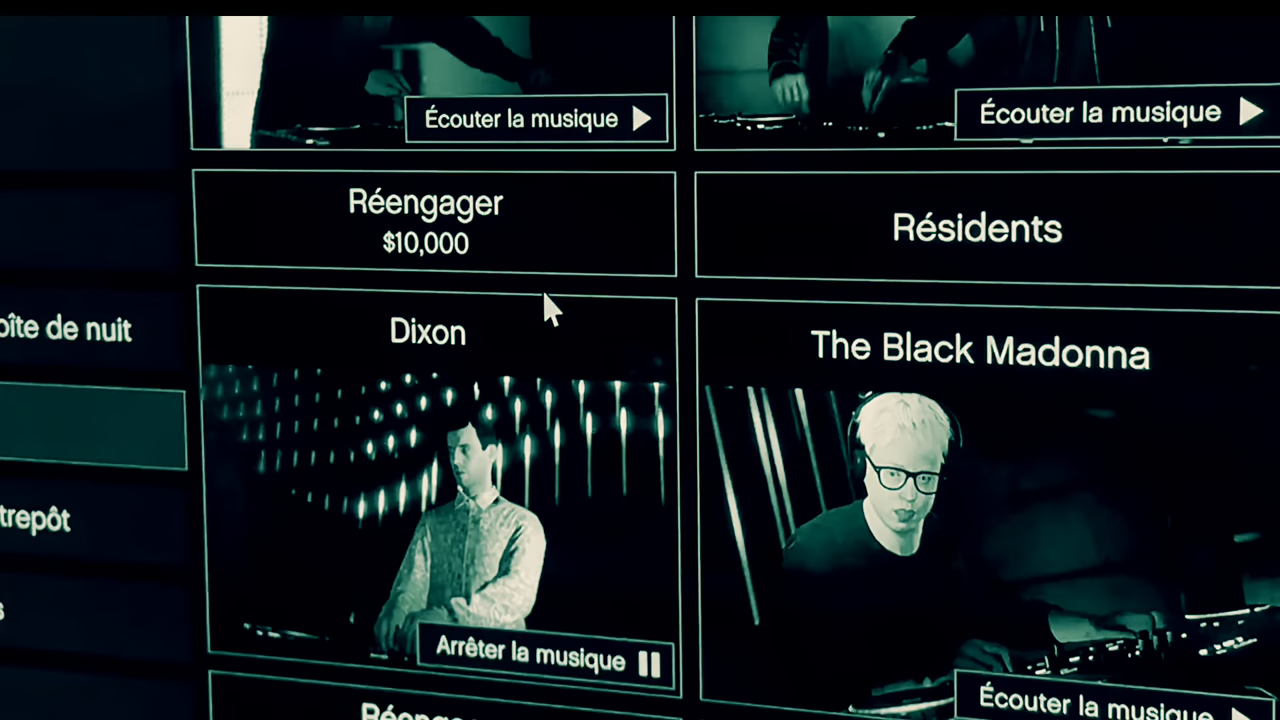 Écouter la musique
Écouter la musique
Réengager
$10,000
Résidents
oîte de nuit
Dixon
The Black Madonna
trepôt
s
Arrêter la musique
Écouter la musique